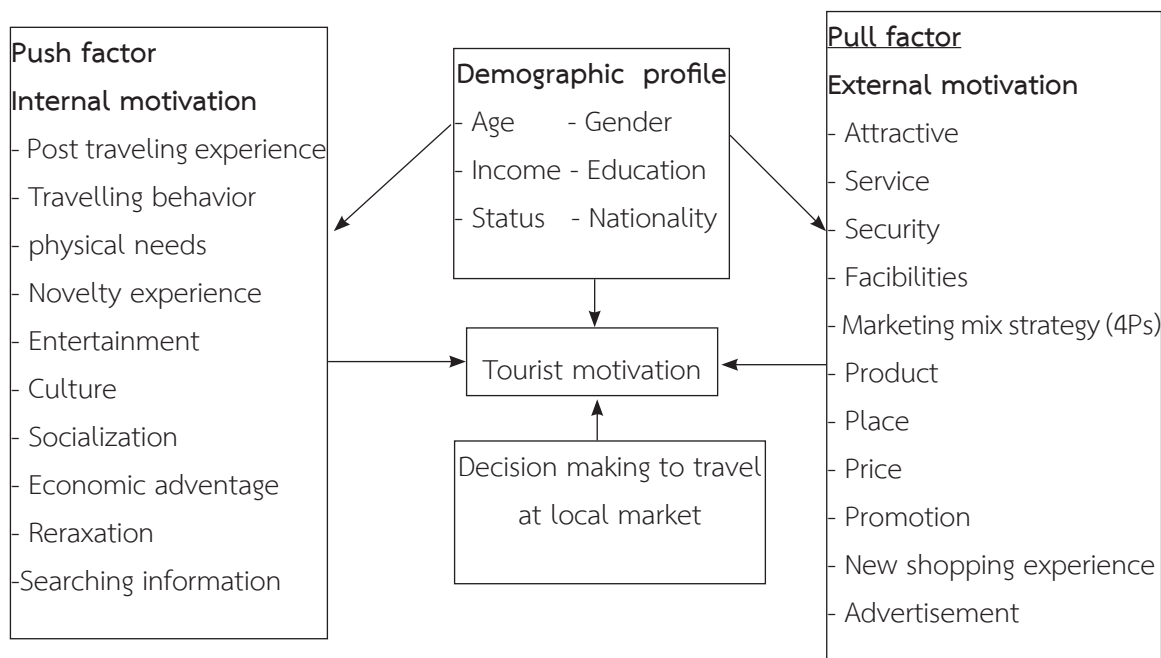 Push factor
Internal motivation
- Post traveling experience
- Travelling behavior
- physical needs
- Novelty experience
- Entertainment
- Culture
- Socialization
- Economic adventage
- Reraxation
-Searching information
Demographic profile
- Age - Gender
- Income - Education
- Status - Nationality
Tourist motivation
Decision making to travel
at local market
Pull factor
External motivation
- Attractive
- Service
- Security
- Facibilities
- Marketing mix strategy (4Ps)
- Product
- Place
- Price
- Promotion
- New shopping experience
- Advertisement